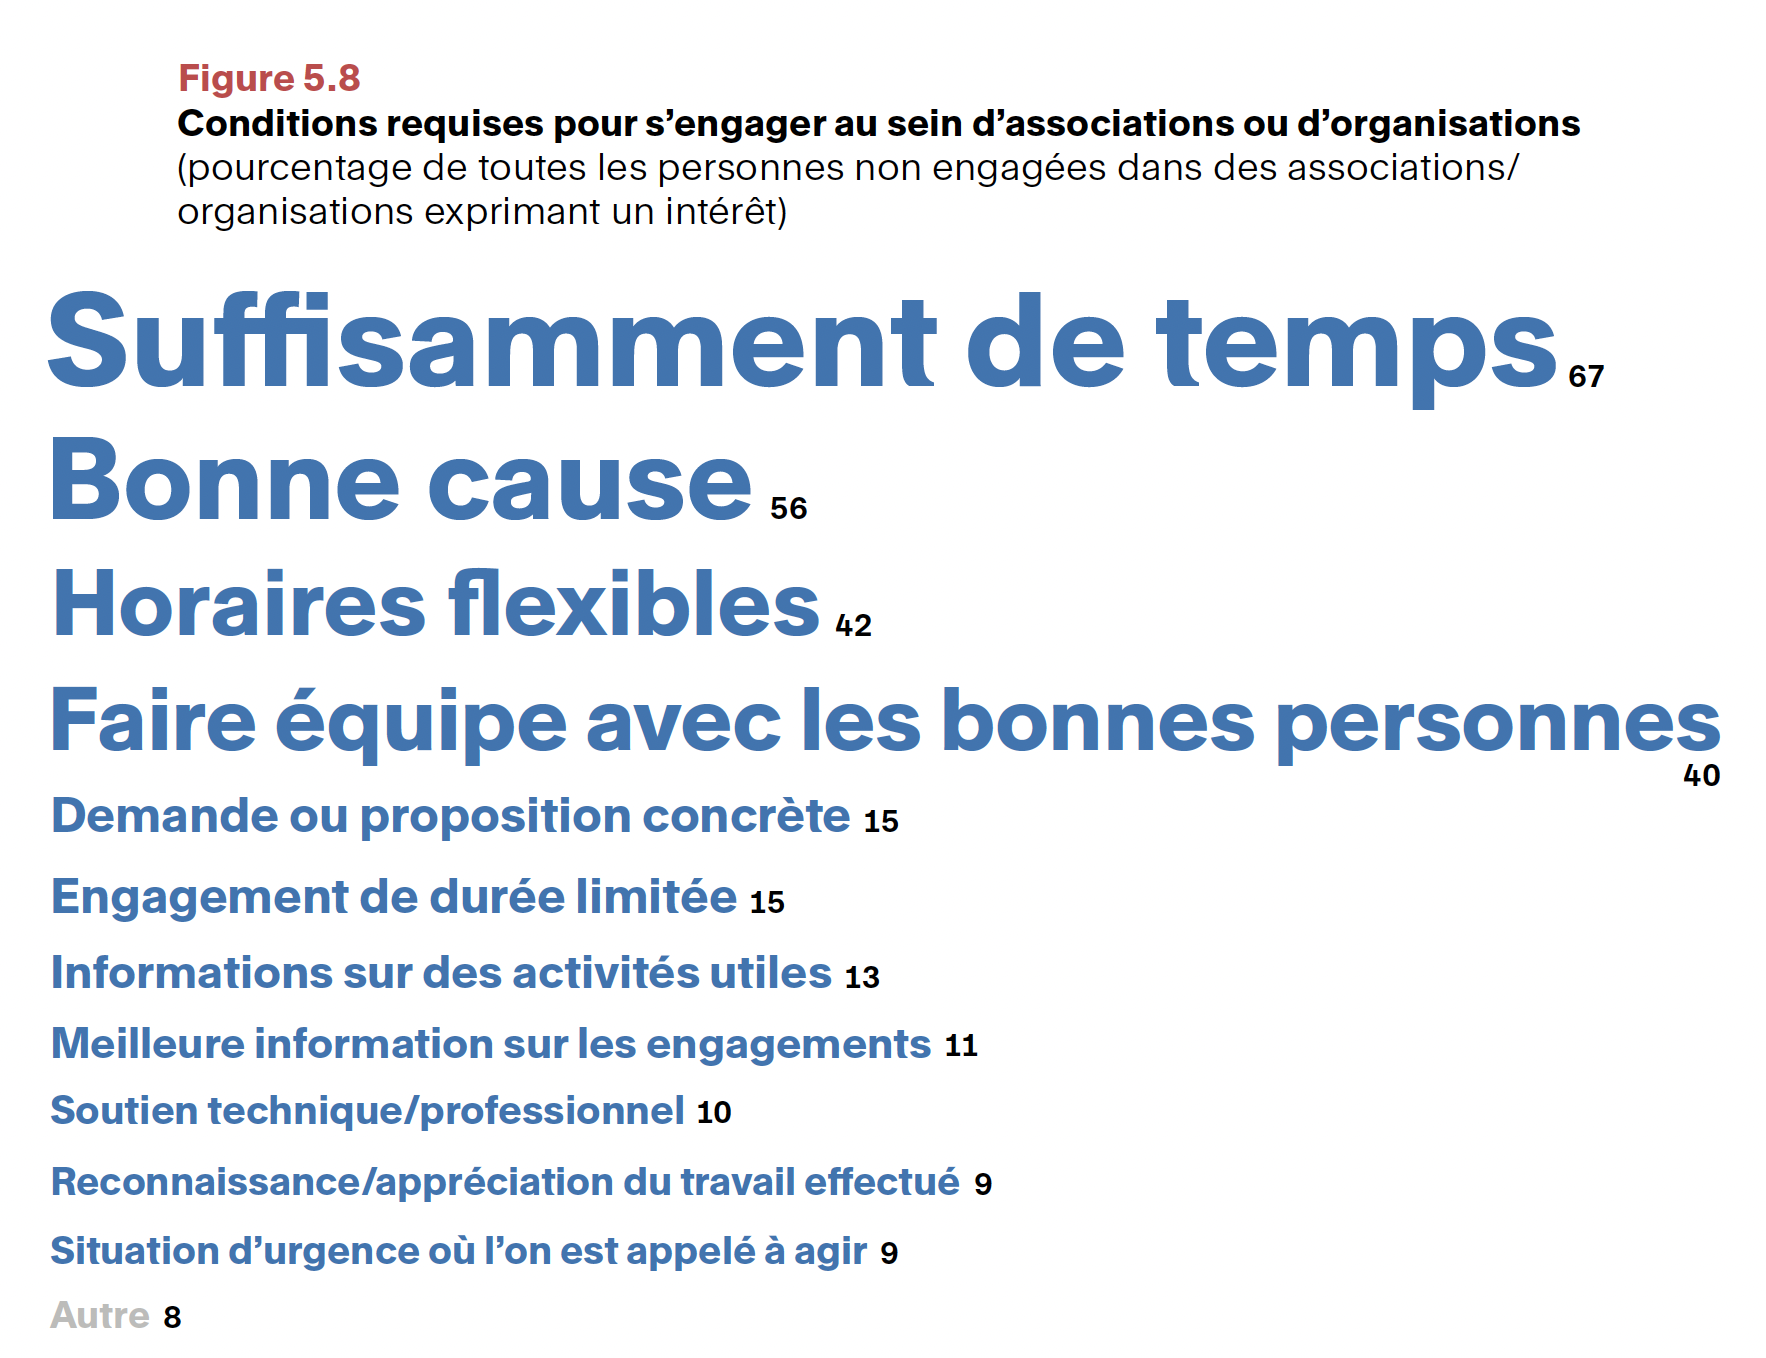 Figure 5.8
Conditions requises pour s’engager au sein d’associations ou d’organisations
(pourcentage de toutes les personnes non engagées dans des associations/
organisations exprimant un intérêt)
Suffisamment de temps 67
Bonne cause 56
Horaires flexibles 42
Faire équipe avec les bonnes personnes
40
Demande ou proposition concrète 15
Engagement de durée limitée 15
Informations sur des activités utiles 13
Meilleure information sur les engagements 11
Soutien technique/professionnel 10
Reconnaissance/appréciation du travail effectué 9
Situation d’urgence où l’on est appelé à agir 9
Autre 8